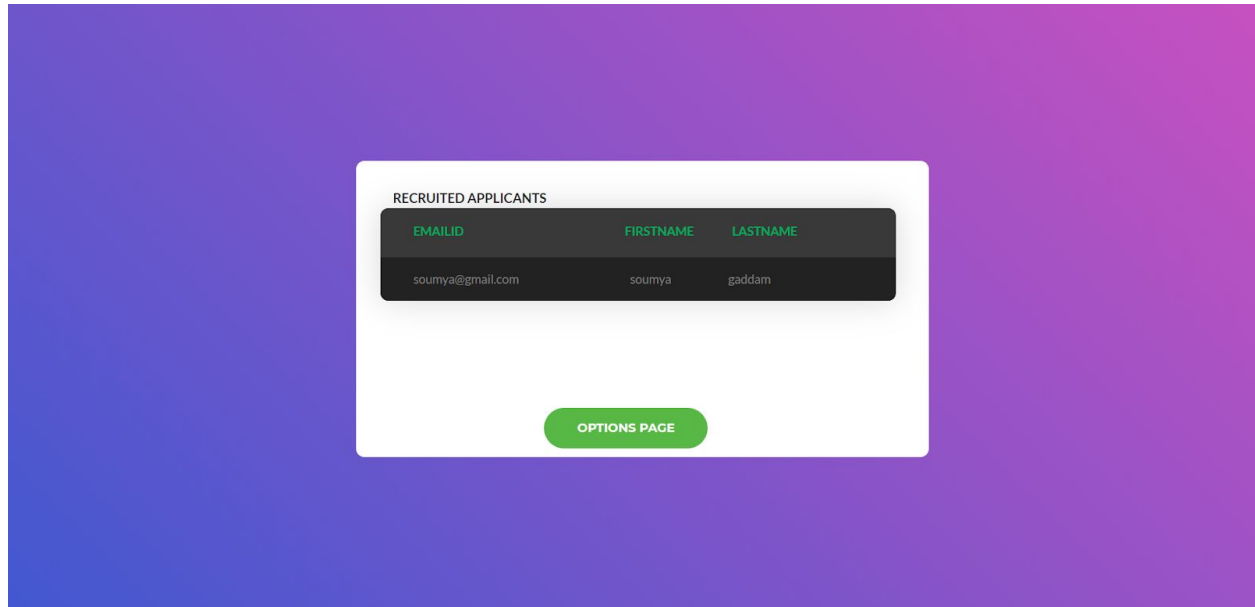 RECRUITED APPLICANTS
EMAILID FIRSTNAME LASTNAME
soumya@gmail.com soumya gaddam
OPTIONS PAGE